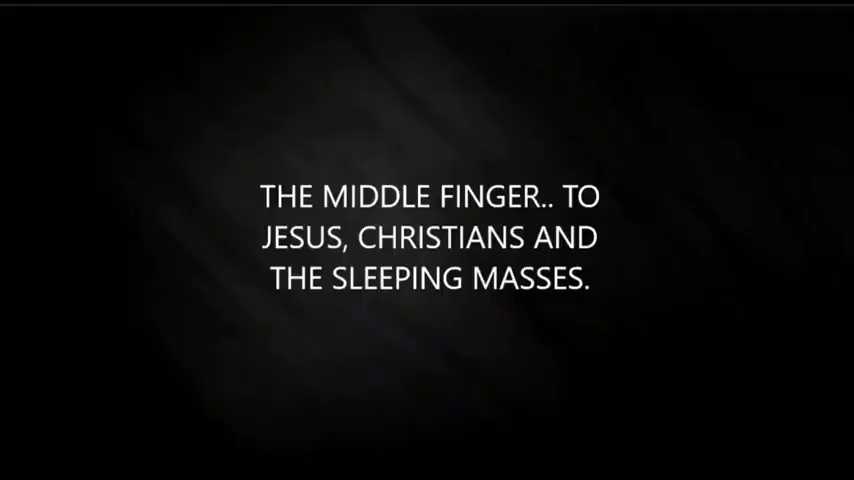 THE MIDDLE FINGER.. TO
JESUS, CHRISTIANS AND
THE SLEEPING MASSES.